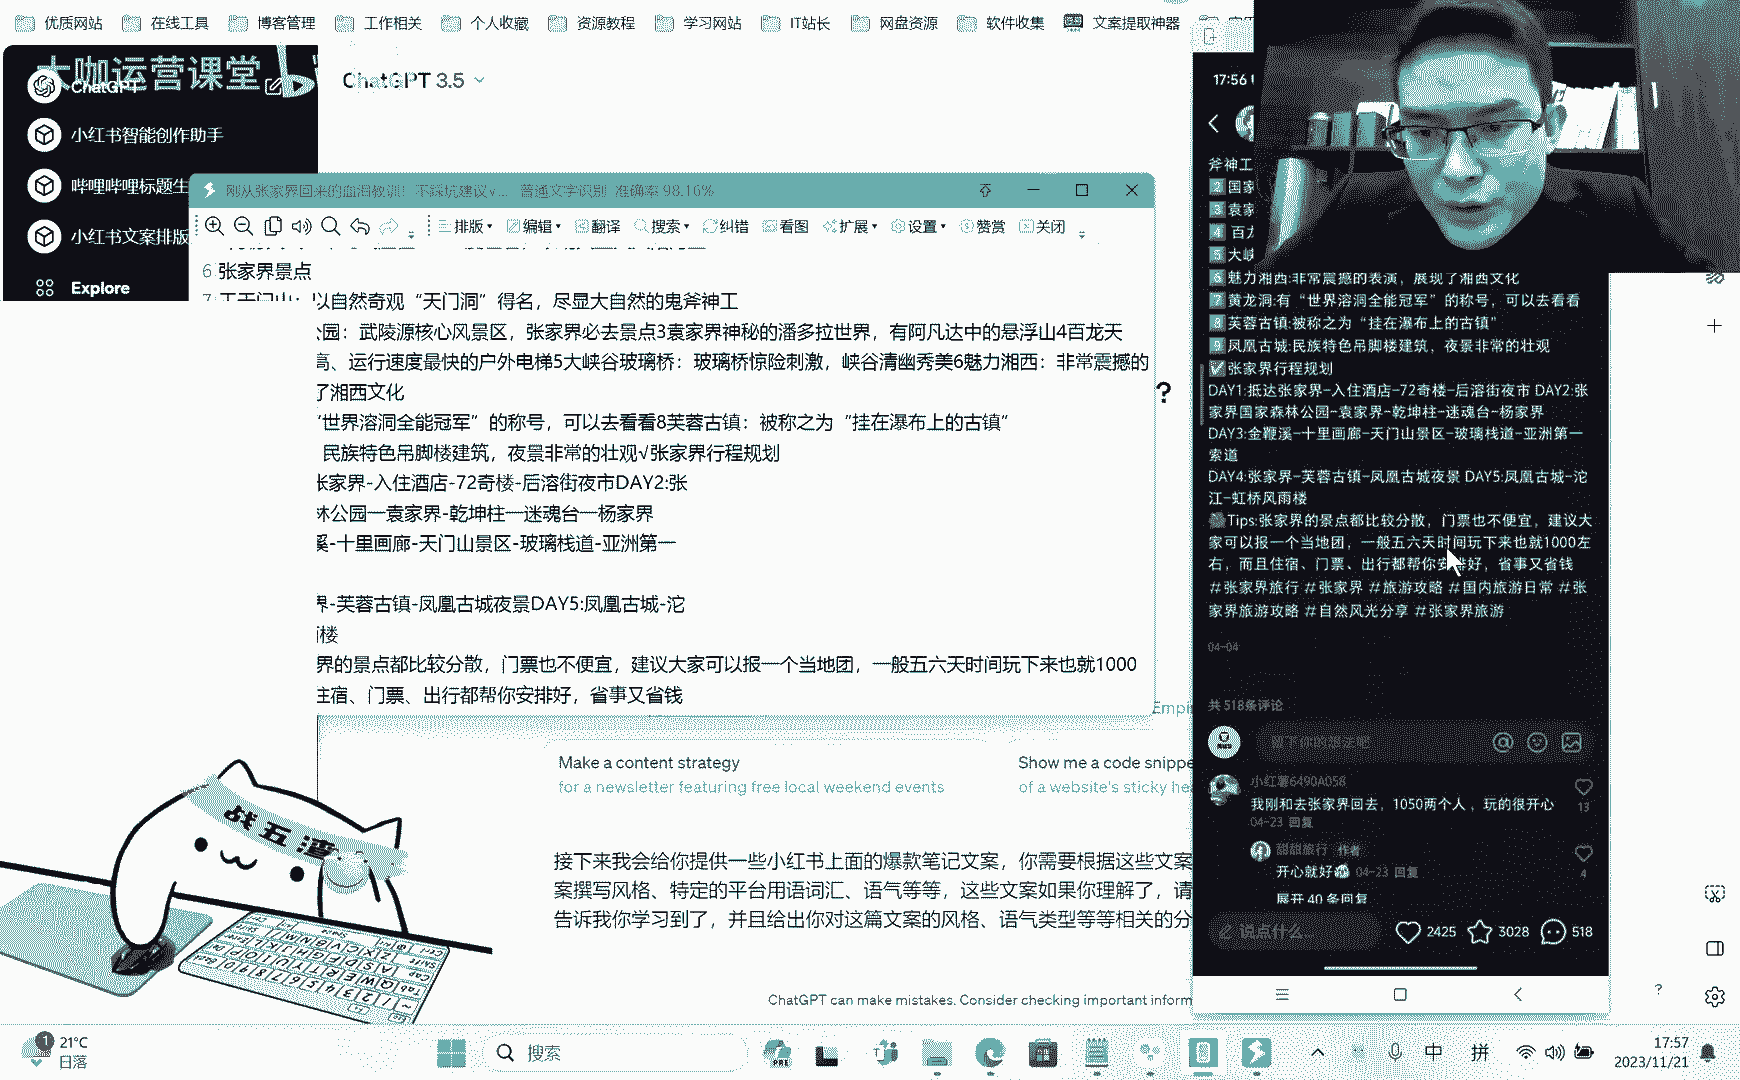 优质网站 在线工具 博客管理 工作相关 个人收藏 资源教程 学习网站 IT站长 网盘资源 软件收集 文案提取神器
大咖运营课堂
ChatGPT
小红书智能创作助手
哔哩哔哩标题生
小红书文案排版
Explore
ChatGPT 3.5
刚从张家界回来的血泪教训！不踩坑建议√... 普通文字识别 准确率 98.16%
排版 编辑 翻译 搜索 纠错 看图 扩展 设置 赞赏 关闭
6 张家界景点
以自然奇观“天门洞”得名，尽显大自然的鬼斧神工
园：武陵源核心风景区，张家界必去景点3袁家界神秘的潘多拉世界，有阿凡达中的悬浮山4百龙天
高、运行速度最快的户外电梯5大峡谷玻璃桥：玻璃桥惊险刺激，峡谷清幽秀美6魅力湘西：非常震撼的
了湘西文化
“世界溶洞全能冠军”的称号，可以去看看8芙蓉古镇：被称之为“挂在瀑布上的古镇”
民族特色吊脚楼建筑，夜景非常的壮观√张家界行程规划
张家界-入住酒店-72奇楼-后溶街夜市DAY2:张
林公园一袁家界-乾坤柱一迷魂台一杨家界
溪-十里画廊-天门山景区-玻璃栈道-亚洲第一
界-芙蓉古镇-凤凰古城夜景DAY5:凤凰古城-沱
雨楼
界的景点都比较分散，门票也不便宜，建议大家可以报一个当地团，一般五六天时间玩下来也就1000
住宿、门票、出行都帮你安排好，省事又省钱
?
Make a content strategy
for a newsletter featuring free local weekend events
Show me a code snippe
of a website's sticky hea
接下来我会给你提供一些小红书上面的爆款笔记文案，你需要根据这些文案
案撰写风格、特定的平台用语词汇、语气等等，这些文案如果你理解了，请
告诉我你学习到了，并且给出你对这篇文案的风格、语气类型等等相关的分
ChatGPT can make mistakes. Consider checking important inform
战五渣
17:56
斧神工
2 国家
3 袁家
4 百龙
5 大峡
6 魅力湘西:非常震撼的表演，展现了湘西文化
7 黄龙洞:有“世界溶洞全能冠军”的称号，可以去看看
8 芙蓉古镇:被称之为“挂在瀑布上的古镇”
9 凤凰古城:民族特色吊脚楼建筑，夜景非常的壮观
张家界行程规划
DAY1:抵达张家界-入住酒店-72奇楼-后溶街夜市 DAY2:张
家界国家森林公园-袁家界-乾坤柱-迷魂台-杨家界
DAY3:金鞭溪-十里画廊-天门山景区-玻璃栈道-亚洲第一
索道
DAY4:张家界-芙蓉古镇-凤凰古城夜景 DAY5:凤凰古城-沱
江-虹桥风雨楼
Tips:张家界的景点都比较分散，门票也不便宜，建议大
家可以报一个当地团，一般五六天时间玩下来也就1000左
右，而且住宿、门票、出行都帮你安排好，省事又省钱
#张家界旅行 #张家界 #旅游攻略 #国内旅游日常 #张
家界旅游攻略 #自然风光分享 #张家界旅游
04-04
共 518条评论
留下你的想法吧
小红薯6490A058
我刚和去张家界回去，1050两个人，玩的很开心
04-23 回复
13
甜甜旅行 作者
开心就好 04-23 回复
4
展开 40 条回复
说点什么... 2425 3028 518
1
21°C
日落
搜索
中 拼
17:57
2023/11/21